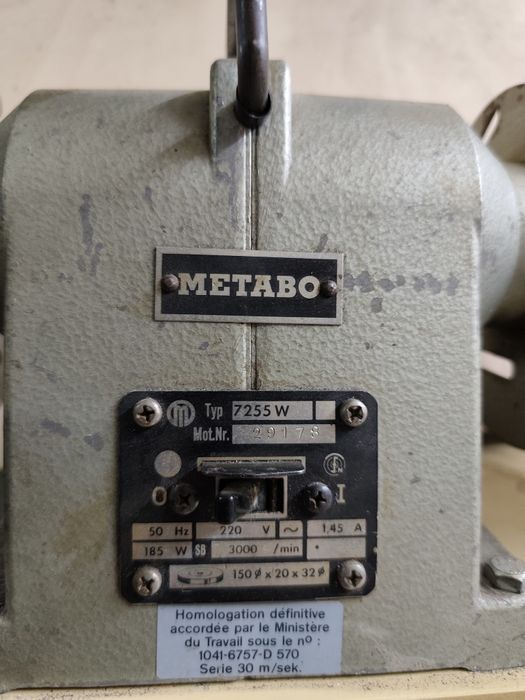 METABO
Typ 7255 W
Mot.Nr. 29178
O I
50 Hz 220 V ~ 1,45 A
185 W SB 3000 /min
150 ø x 20 x 32 ø
Homologation définitive
accordée par le Ministère
du Travail sous le nº :
1041-6757-D 570
Serie 30 m/sek.